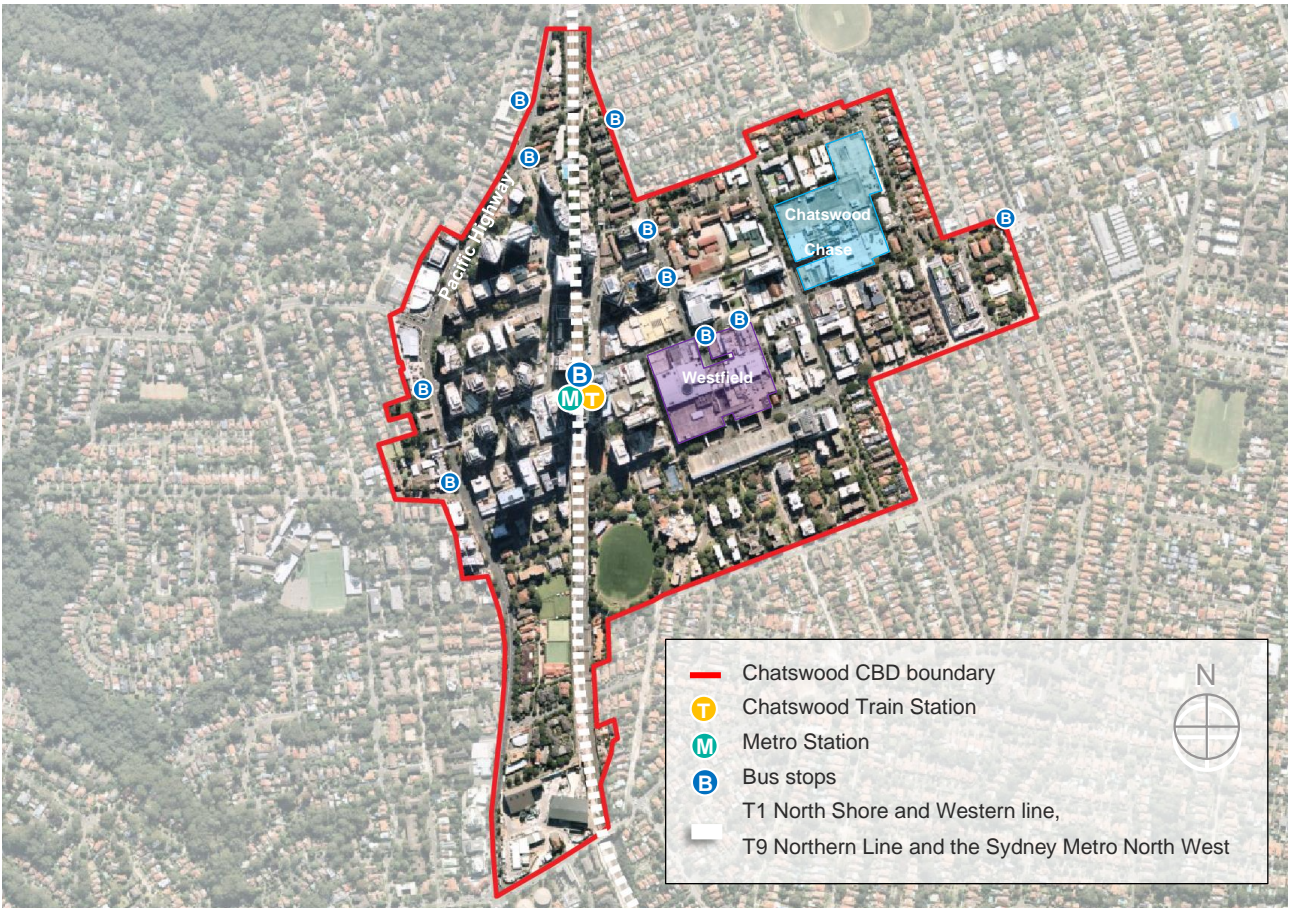 B
B
B
Pacific Highway
B
B
B
B
B
Chatswood
Chase
B
M
T
Westfield
B
B
Chatswood CBD boundary
N
T
Chatswood Train Station
M
Metro Station
B
Bus stops
T1 North Shore and Western line,
T9 Northern Line and the Sydney Metro North West